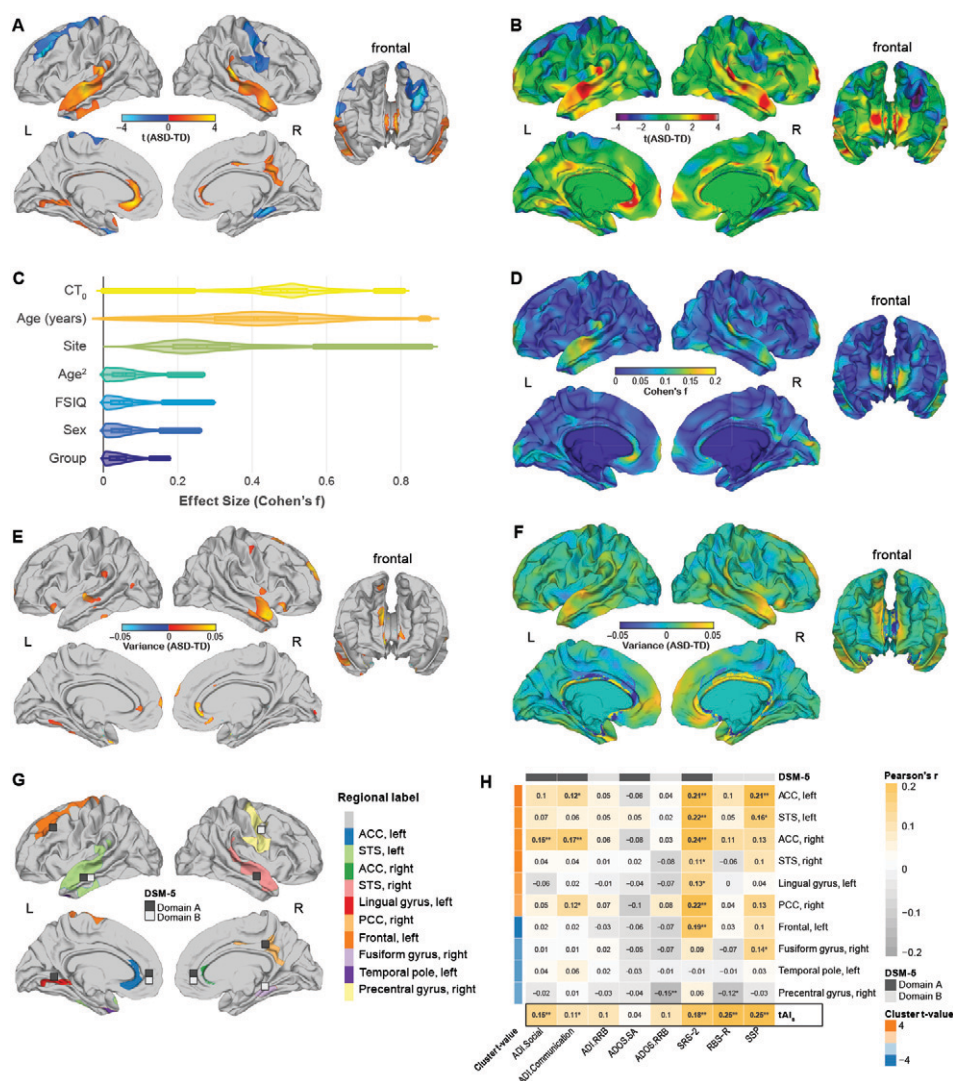 A
frontal
L
R
−4 0 4
t(ASD-TD)
B
frontal
L
R
−4 −2 0 2 4
t(ASD-TD)
C
CT0
Age (years)
Site
Age²
FSIQ
Sex
Group
0 0.2 0.4 0.6 0.8
Effect Size (Cohen's f)
D
frontal
L
R
0 0.05 0.1 0.15 0.2
Cohen's f
E
frontal
L
R
−0.05 0 0.05
Variance (ASD-TD)
F
frontal
L
R
−0.05 0 0.05
Variance (ASD-TD)
G
L
R
DSM-5
Domain A
Domain B
Regional label
ACC, left
STS, left
ACC, right
STS, right
Lingual gyrus, left
PCC, right
Frontal, left
Fusiform gyrus, right
Temporal pole, left
Precentral gyrus, right
H
DSM-5
0.1 0.12* 0.05 −0.06 0.04 0.21** 0.1 0.21** ACC, left
0.05 0.05 0.05 0.05 0.02 0.22** 0.05 0.16* STS, left
0.15** 0.17** 0.06 −0.08 0.03 0.24** 0.11 0.13 ACC, right
0.04 0.04 0.01 0.02 −0.08 0.11* −0.06 0.1 STS, right
−0.06 0.02 −0.01 −0.04 −0.07 0.13* 0 0.04 Lingual gyrus, left
0.05 0.12* 0.07 −0.1 0.08 0.22** 0.04 0.13 PCC, right
0.02 0.02 −0.03 −0.06 −0.07 0.19** 0.03 0.1 Frontal, left
0.01 0.01 0.02 −0.05 −0.07 0.09 −0.07 0.14* Fusiform gyrus, right
0.04 0.06 0.02 −0.03 −0.01 −0.01 −0.01 0.03 Temporal pole, left
−0.02 0.01 −0.03 −0.04 −0.15** 0.06 −0.12* −0.03 Precentral gyrus, right
0.16** 0.11* 0.1 0.04 0.1 0.18** 0.25** 0.25**
Cluster t-value
ADI.Social
ADI.Communication
ADI.RRB
ADOS.SA
ADOS.RRB
SRS-2
RBS-R
SSP
Pearson's r
0.2
0.1
0
−0.1
−0.2
DSM-5
Domain A
Domain B
Cluster t-value
4
−4